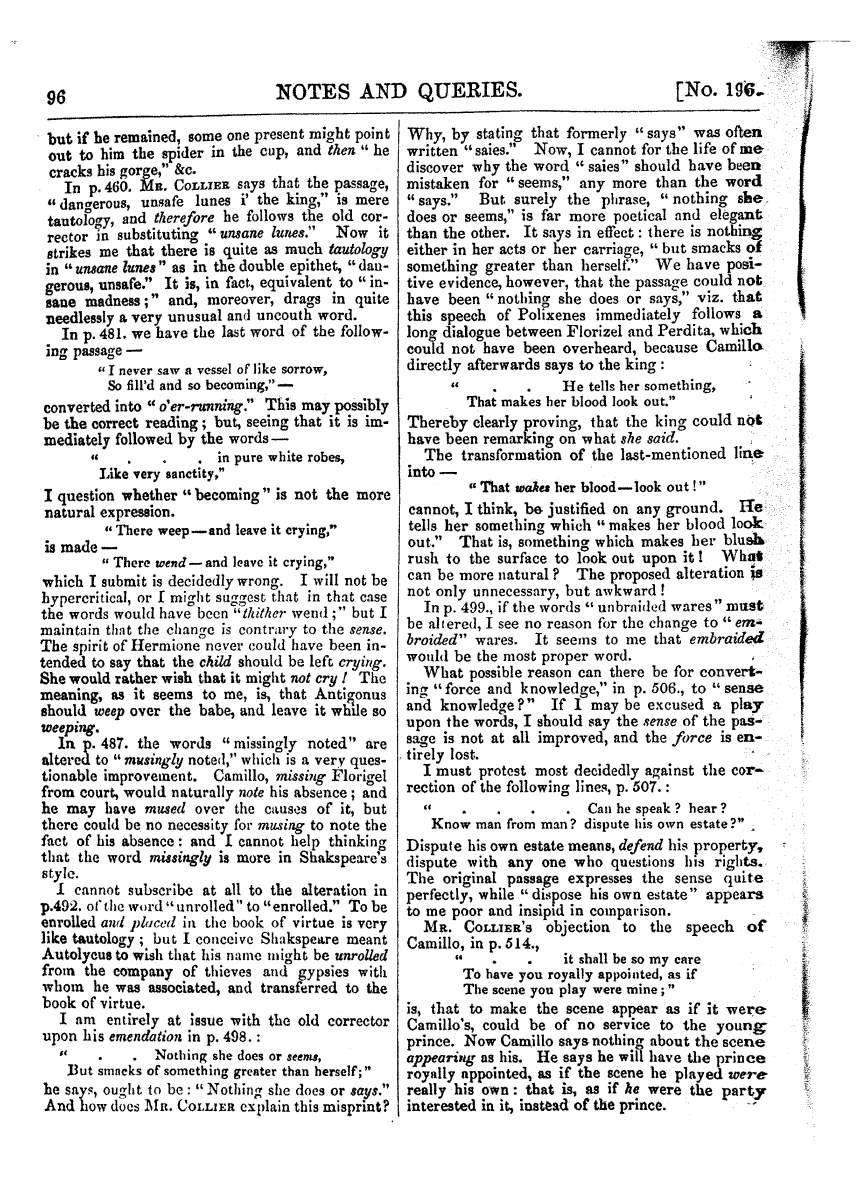 96 NOTES AND QUERIES. [No. 196.
but if he remained, some one present might point
out to him the spider in the cup, and then “ he
cracks his gorge,” &c.
In p. 460. MR. COLLIER says that the passage,
“ dangerous, unsafe lunes i' the king,” is mere
tautology, and therefore he follows the old cor-
rector in substituting “ unsane lunes.” Now it
strikes me that there is quite as much tautology
in “ unsane lunes ” as in the double epithet, “ dan-
gerous, unsafe.” It is, in fact, equivalent to “ in-
sane madness ; ” and, moreover, drags in quite
needlessly a very unusual and uncouth word.
In p. 481. we have the last word of the follow-
ing passage —
“ I never saw a vessel of like sorrow,
So fill'd and so becoming,” —
converted into “ o'er-running.” This may possibly
be the correct reading ; but, seeing that it is im-
mediately followed by the words —
“ . . . . in pure white robes,
Like very sanctity,”
I question whether “ becoming ” is not the more
natural expression.
“ There weep — and leave it crying,”
is made —
“ There wend — and leave it crying,”
which I submit is decidedly wrong. I will not be
hypercritical, or I might suggest that in that case
the words would have been “thither wend ; ” but I
maintain that the change is contrary to the sense.
The spirit of Hermione never could have been in-
tended to say that the child should be left crying.
She would rather wish that it might not cry ! The
meaning, as it seems to me, is, that Antigonus
should weep over the babe, and leave it while so
weeping.
In p. 487. the words “ missingly noted ” are
altered to “ musingly noted,” which is a very ques-
tionable improvement. Camillo, missing Florigel
from court, would naturally note his absence ; and
he may have mused over the causes of it, but
there could be no necessity for musing to note the
fact of his absence : and I cannot help thinking
that the word missingly is more in Shakspeare's
style.
I cannot subscribe at all to the alteration in
p.492. of the word “unrolled” to “enrolled.” To be
enrolled and placed in the book of virtue is very
like tautology ; but I conceive Shakspeare meant
Autolycus to wish that his name might be unrolled
from the company of thieves and gypsies with
whom he was associated, and transferred to the
book of virtue.
I am entirely at issue with the old corrector
upon his emendation in p. 498. :
“ . . Nothing she does or seems,
But smacks of something greater than herself ; ”
he says, ought to be : “ Nothing she does or says.”
And how does MR. COLLIER explain this misprint?
Why, by stating that formerly “ says ” was often
written “ saies.” Now, I cannot for the life of me
discover why the word “ saies ” should have been
mistaken for “ seems,” any more than the word
“ says.” But surely the phrase, “ nothing she
does or seems,” is far more poetical and elegant
than the other. It says in effect : there is nothing
either in her acts or her carriage, “ but smacks of
something greater than herself.” We have posi-
tive evidence, however, that the passage could not
have been “ nothing she does or says,” viz. that
this speech of Polixenes immediately follows a
long dialogue between Florizel and Perdita, which
could not have been overheard, because Camillo
directly afterwards says to the king :
“ . . He tells her something,
That makes her blood look out.”
Thereby clearly proving, that the king could not
have been remarking on what she said.
The transformation of the last-mentioned line
into —
“ That wakes her blood — look out ! ”
cannot, I think, be justified on any ground. He
tells her something which “ makes her blood look
out.” That is, something which makes her blush
rush to the surface to look out upon it ! What
can be more natural ? The proposed alteration is
not only unnecessary, but awkward !
In p. 499., if the words “ unbraided wares ” must
be altered, I see no reason for the change to “ em-
broided” wares. It seems to me that embraided
would be the most proper word.
What possible reason can there be for convert-
ing “ force and knowledge,” in p. 506., to “ sense
and knowledge ? ” If I may be excused a play
upon the words, I should say the sense of the pas-
sage is not at all improved, and the force is en-
tirely lost.
I must protest most decidedly against the cor-
rection of the following lines, p. 507. :
“ . . . . Can he speak ? hear ?
Know man from man ? dispute his own estate ? ”
Dispute his own estate means, defend his property,
dispute with any one who questions his rights.
The original passage expresses the sense quite
perfectly, while “ dispose his own estate ” appears
to me poor and insipid in comparison.
MR. COLLIER's objection to the speech of
Camillo, in p. 514.,
“ . . it shall be so my care
To have you royally appointed, as if
The scene you play were mine ; ”
is, that to make the scene appear as if it were
Camillo's, could be of no service to the young
prince. Now Camillo says nothing about the scene
appearing as his. He says he will have the prince
royally appointed, as if the scene he played were
really his own : that is, as if he were the party
interested in it, instead of the prince.